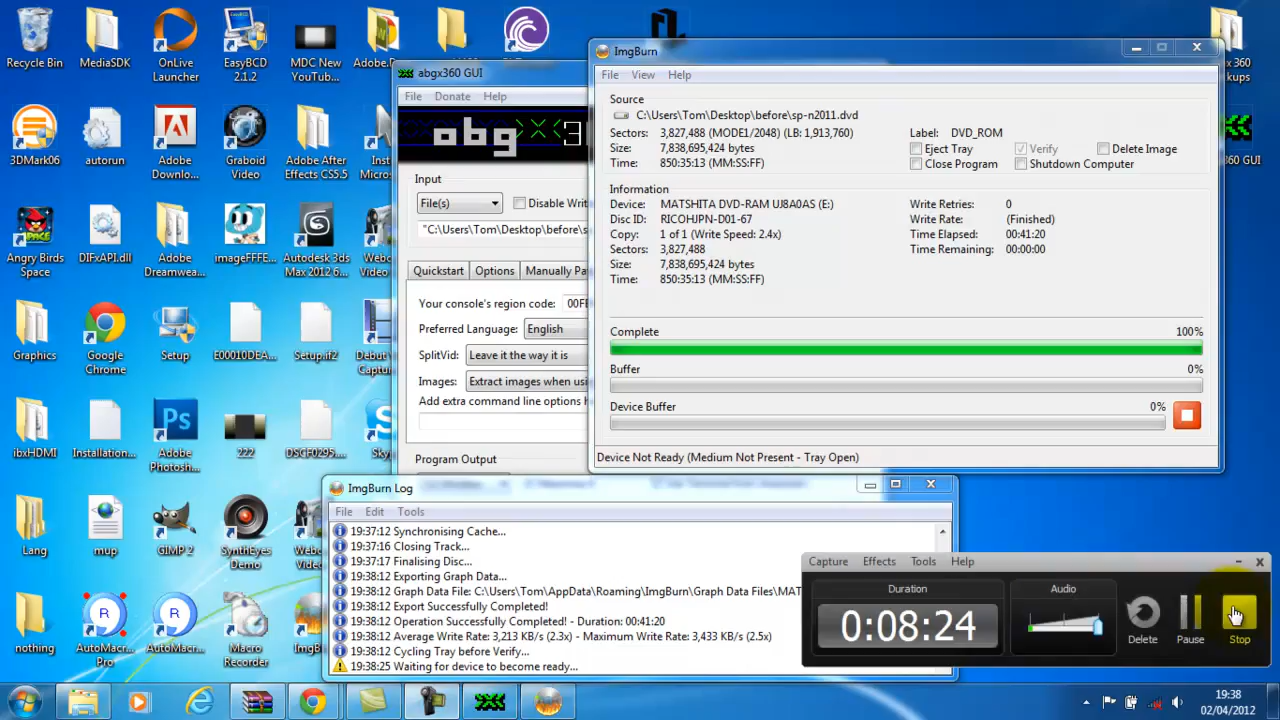 Recycle Bin
MediaSDK
OnLive
Launcher
EasyBCD
2.1.2
MDC New
YouTub...
Adobe.D
3DMark06
autorun
Adobe
Downlo...
Graboid
Video
Adobe After
Effects CS5.5
Inst
Micros
Angry Birds
Space
DIFxAPI.dll
Adobe
Dreamwea...
imageFFFE...
Autodesk 3ds
Max 2012 6...
Webc
Video
Graphics
Google
Chrome
Setup
E00010DEA...
Setup.if2
Debut
Captur
ibxHDMI
Installation...
Adobe
Photosh...
222
DSCF0295....
Sky
Lang
mup
GIMP 2
SynthEyes
Demo
Webc
Video
nothing
AutoMacr...
Pro
AutoMacr...
Macro
Recorder
ImgB
360
kups
60 GUI
abgx360 GUI
File Donate Help
abgx3
Input
File(s)
Disable Writ
"C:\Users\Tom\Desktop\before\s
Quickstart
Options
Manually Pa
Your console's region code:
00F
Preferred Language:
English
SplitVid:
Leave it the way it is
Images:
Extract images when usi
Add extra command line options h
Program Output
ImgBurn
File View Help
Source
C:\Users\Tom\Desktop\before\sp-n2011.dvd
Sectors: 3,827,488 (MODE1/2048) (LB: 1,913,760)
Label: DVD_ROM
Size: 7,838,695,424 bytes
Eject Tray
Verify
Delete Image
Time: 850:35:13 (MM:SS:FF)
Close Program
Shutdown Computer
Information
Device: MATSHITA DVD-RAM UJ8A0AS (E:)
Write Retries: 0
Disc ID: RICOHJPN-D01-67
Write Rate: (Finished)
Copy: 1 of 1 (Write Speed: 2.4x)
Time Elapsed: 00:41:20
Sectors: 3,827,488
Time Remaining: 00:00:00
Size: 7,838,695,424 bytes
Time: 850:35:13 (MM:SS:FF)
Complete 100%
Buffer 0%
Device Buffer 0%
Device Not Ready (Medium Not Present - Tray Open)
ImgBurn Log
File Edit Tools
19:37:12 Synchronising Cache...
19:37:16 Closing Track...
19:37:17 Finalising Disc...
19:38:12 Exporting Graph Data...
19:38:12 Graph Data File: C:\Users\Tom\AppData\Roaming\ImgBurn\Graph Data Files\MAT
19:38:12 Export Successfully Completed!
19:38:12 Operation Successfully Completed! - Duration: 00:41:20
19:38:12 Average Write Rate: 3,213 KB/s (2.3x) - Maximum Write Rate: 3,433 KB/s (2.5x)
19:38:12 Cycling Tray before Verify...
19:38:25 Waiting for device to become ready...
Capture Effects Tools Help
Duration
0:08:24
Audio
Delete
Pause
Stop
19:38
02/04/2012